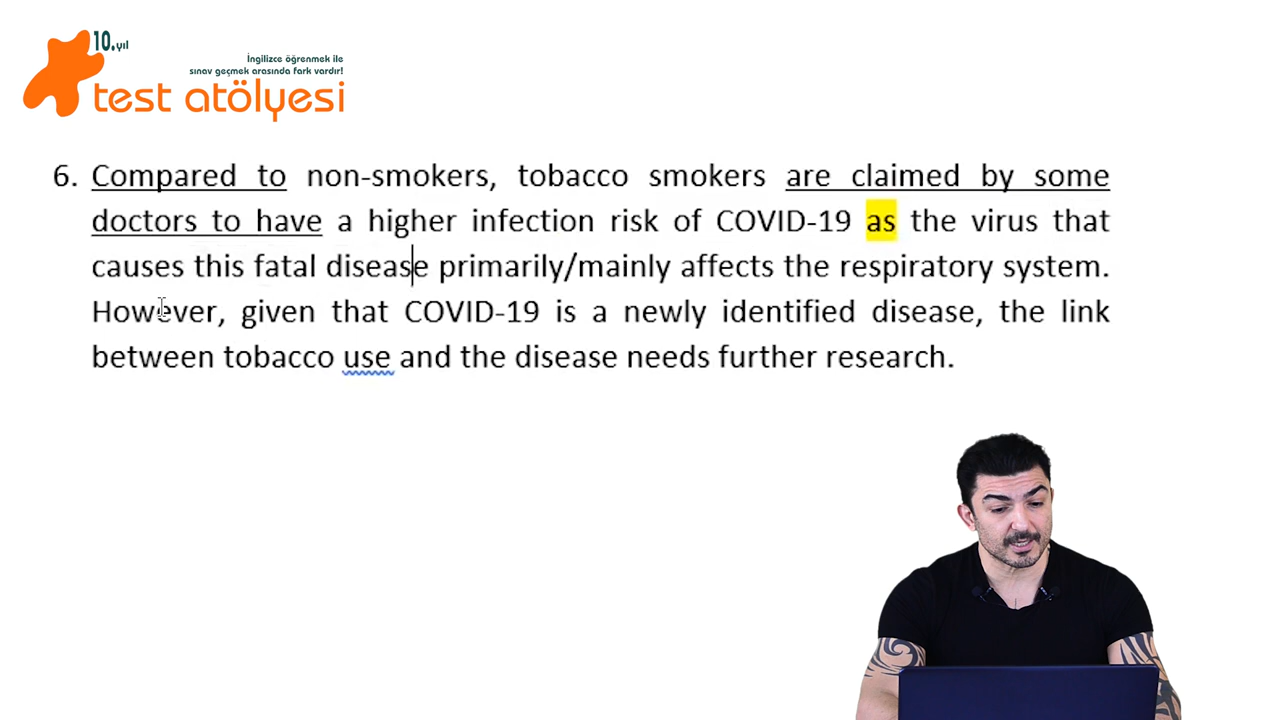 10.yıl
İngilizce öğrenmek ile
sınav geçmek arasında fark vardır!
test atölyesi
6. Compared to non-smokers, tobacco smokers are claimed by some
doctors to have a higher infection risk of COVID-19 as the virus that
causes this fatal disease primarily/mainly affects the respiratory system.
However, given that COVID-19 is a newly identified disease, the link
between tobacco use and the disease needs further research.